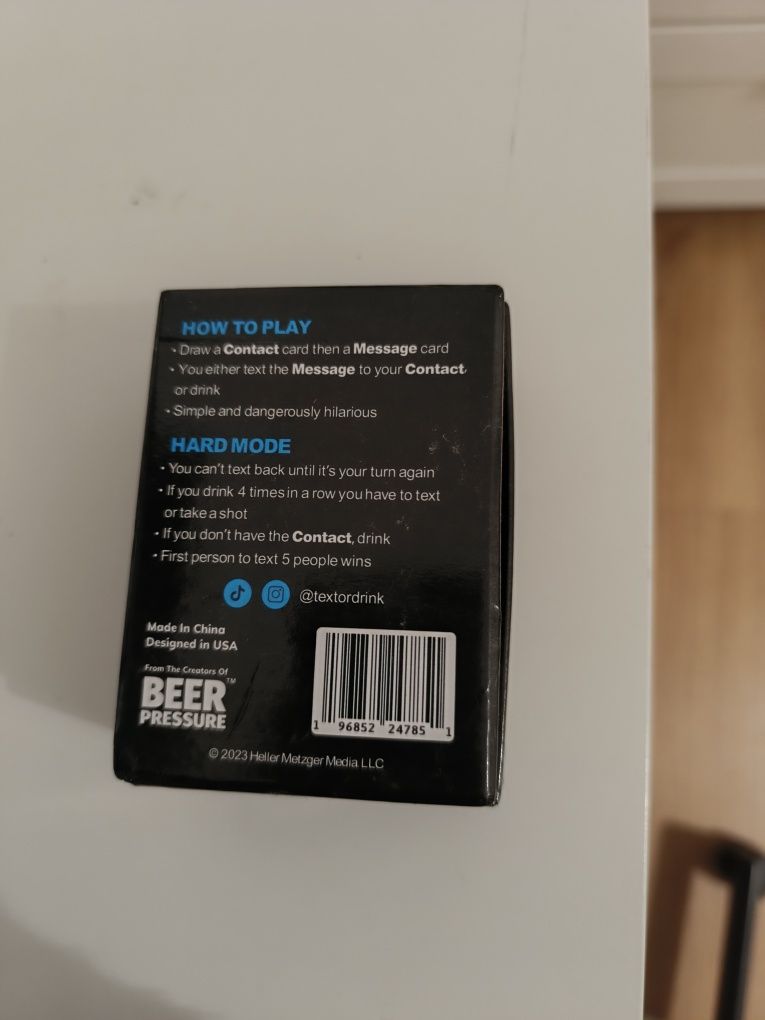 HOW TO PLAY
• Draw a Contact card then a Message card
• You either text the Message to your Contact,
or drink
• Simple and dangerously hilarious
HARD MODE
• You can't text back until it's your turn again
• If you drink 4 times in a row you have to text
or take a shot
• If you don't have the Contact, drink
• First person to text 5 people wins
@textordrink
Made In China
Designed in USA
From The Creators Of
BEER™
PRESSURE
1 96852 24785 1
© 2023 Heller Metzger Media LLC